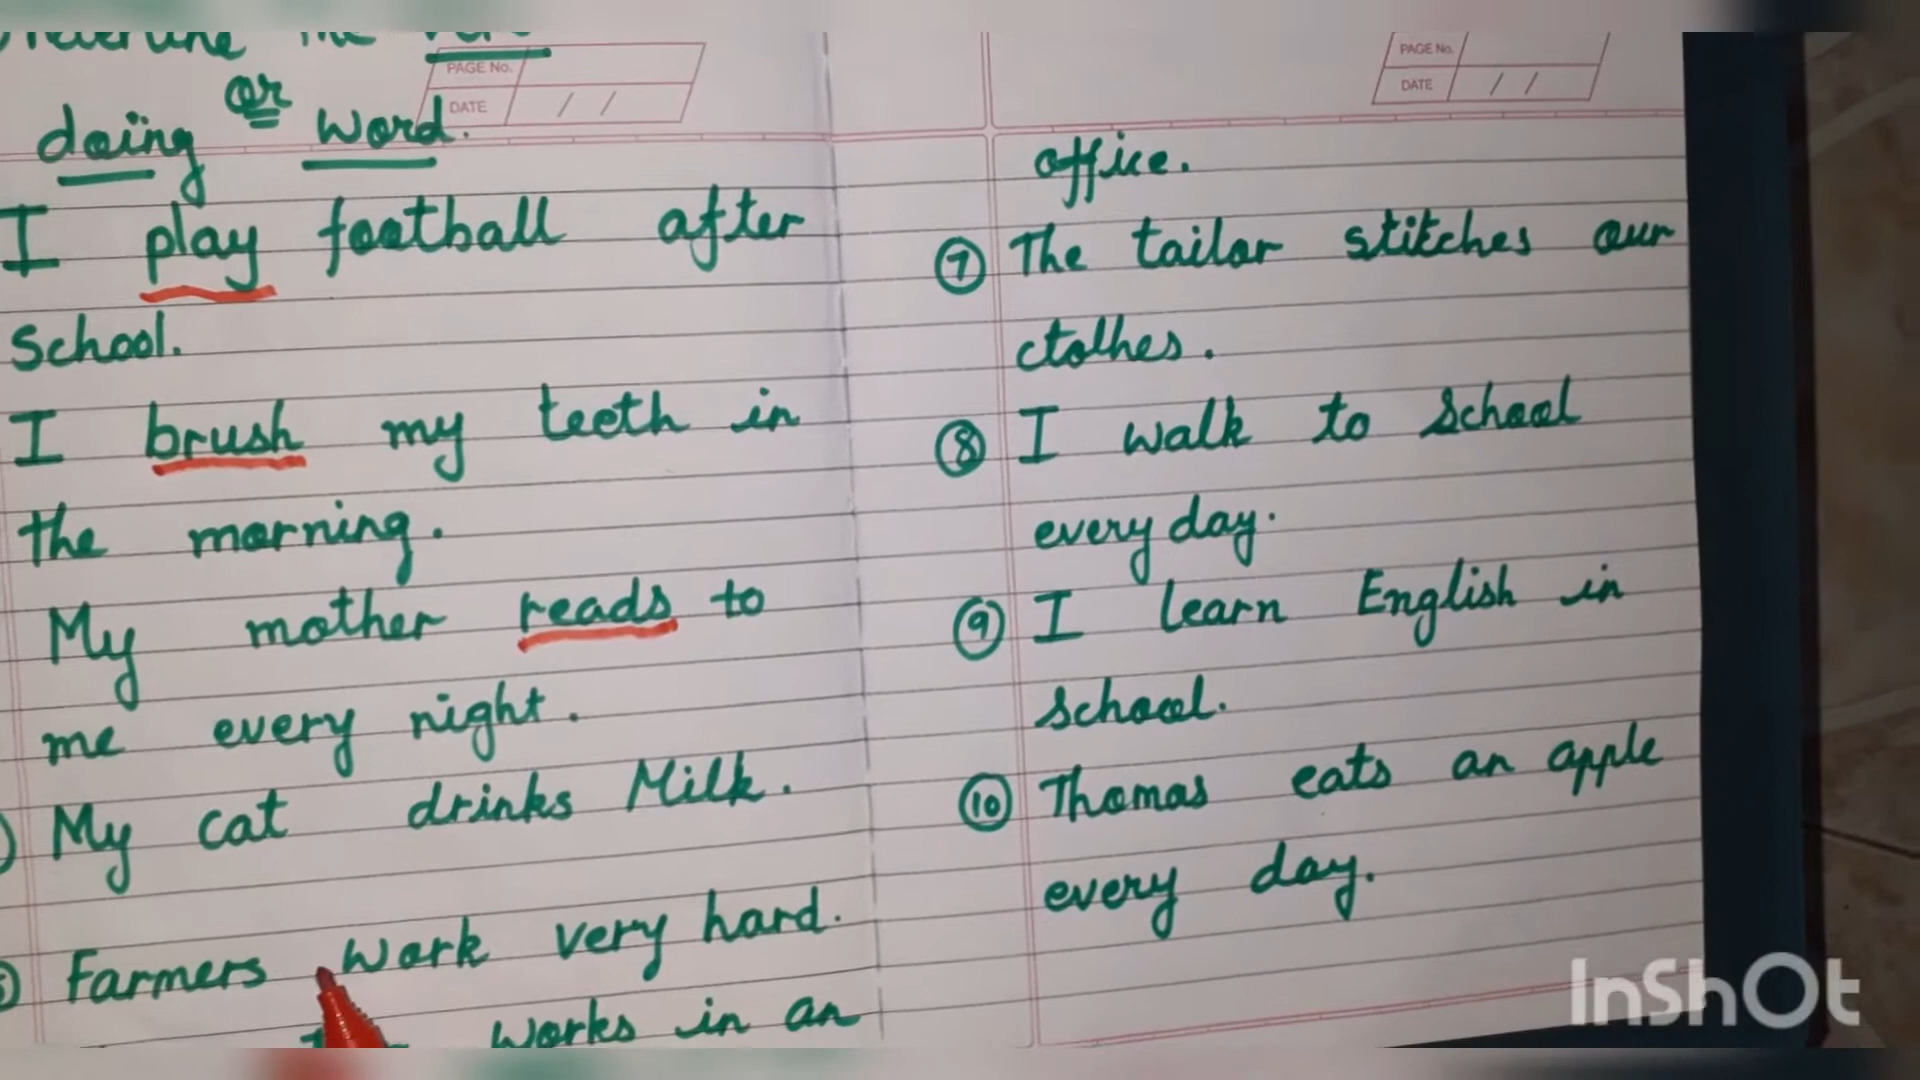 the verb
or
doing word.
PAGE No.
DATE / /
I play football after
School.
I brush my teeth in
the morning.
My mother reads to
me every night.
My cat drinks Milk.
Farmers work very hard.
works in an
PAGE No.
DATE / /
office.
7 The tailor stitches our
ctolhes.
8 I walk to School
every day.
9 I learn English in
school.
10 Thomas eats an apple
every day.
InShOt